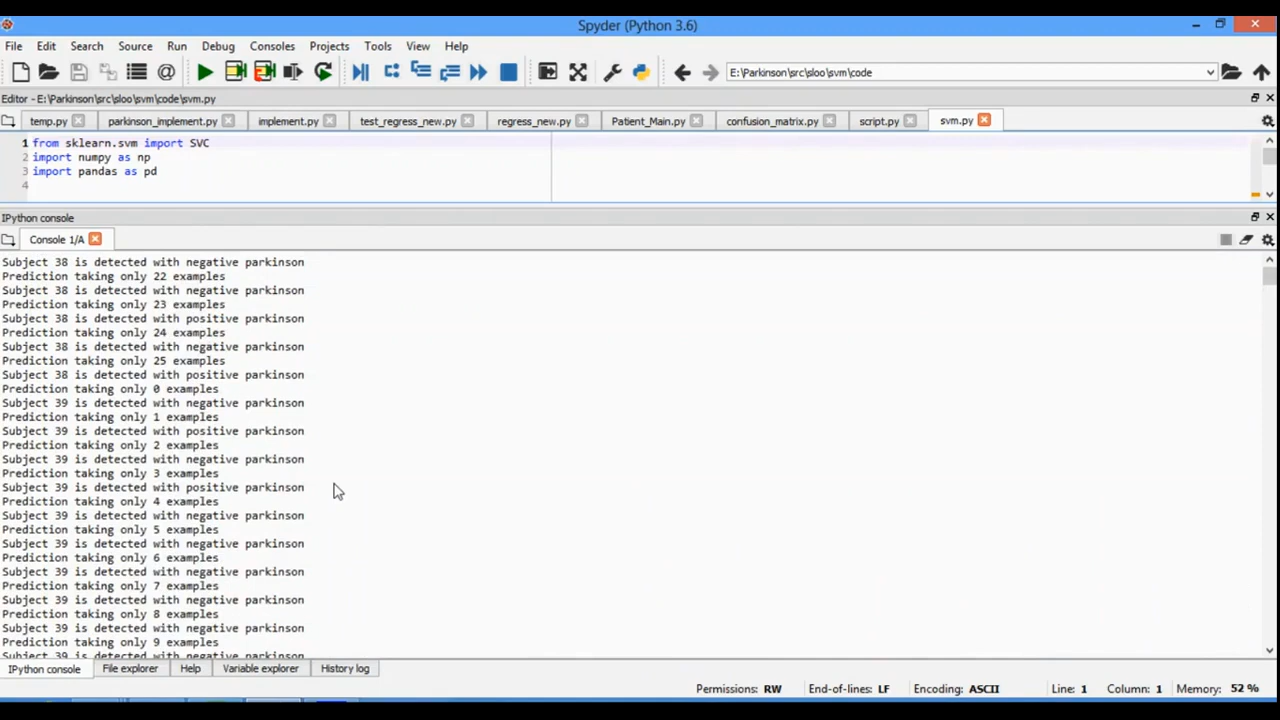 Spyder (Python 3.6)
File Edit Search Source Run Debug Consoles Projects Tools View Help
E:\Parkinson\src\sloo\svm\code
Editor - E:\Parkinson\src\sloo\svm\code\svm.py
temp.py parkinson_implement.py implement.py test_regress_new.py regress_new.py Patient_Main.py confusion_matrix.py script.py svm.py
1 from sklearn.svm import SVC
2 import numpy as np
3 import pandas as pd
4
IPython console
Console 1/A
Subject 38 is detected with negative parkinson
Prediction taking only 22 examples
Subject 38 is detected with negative parkinson
Prediction taking only 23 examples
Subject 38 is detected with positive parkinson
Prediction taking only 24 examples
Subject 38 is detected with negative parkinson
Prediction taking only 25 examples
Subject 38 is detected with positive parkinson
Prediction taking only 0 examples
Subject 39 is detected with negative parkinson
Prediction taking only 1 examples
Subject 39 is detected with positive parkinson
Prediction taking only 2 examples
Subject 39 is detected with negative parkinson
Prediction taking only 3 examples
Subject 39 is detected with positive parkinson
Prediction taking only 4 examples
Subject 39 is detected with negative parkinson
Prediction taking only 5 examples
Subject 39 is detected with negative parkinson
Prediction taking only 6 examples
Subject 39 is detected with negative parkinson
Prediction taking only 7 examples
Subject 39 is detected with negative parkinson
Prediction taking only 8 examples
Subject 39 is detected with negative parkinson
Prediction taking only 9 examples
Subject 39 is detected with negative parkinson
IPython console File explorer Help Variable explorer History log
Permissions: RW End-of-lines: LF Encoding: ASCII Line: 1 Column: 1 Memory: 52 %